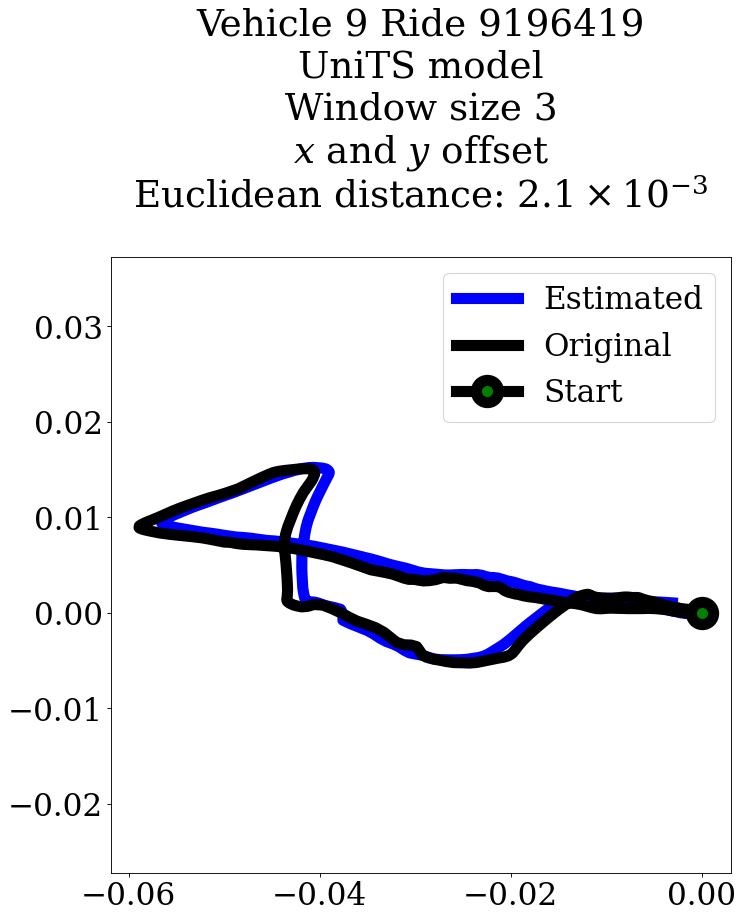 Vehicle 9 Ride 9196419
UniTS model
Window size 3
x and y offset
Euclidean distance: 2.1 × 10⁻³
Estimated
Original
Start
0.03
0.02
0.01
0.00
−0.01
−0.02
−0.06 −0.04 −0.02 0.00